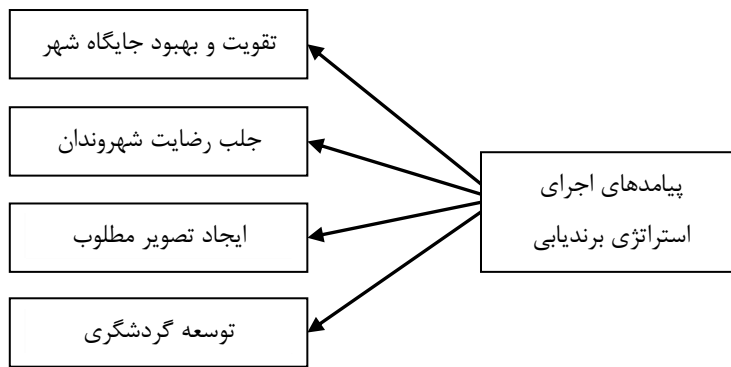 پیامدهای اجرای
استراتژی برندیابی
تقویت و بهبود جایگاه شهر
جلب رضایت شهروندان
ایجاد تصویر مطلوب
توسعه گردشگری